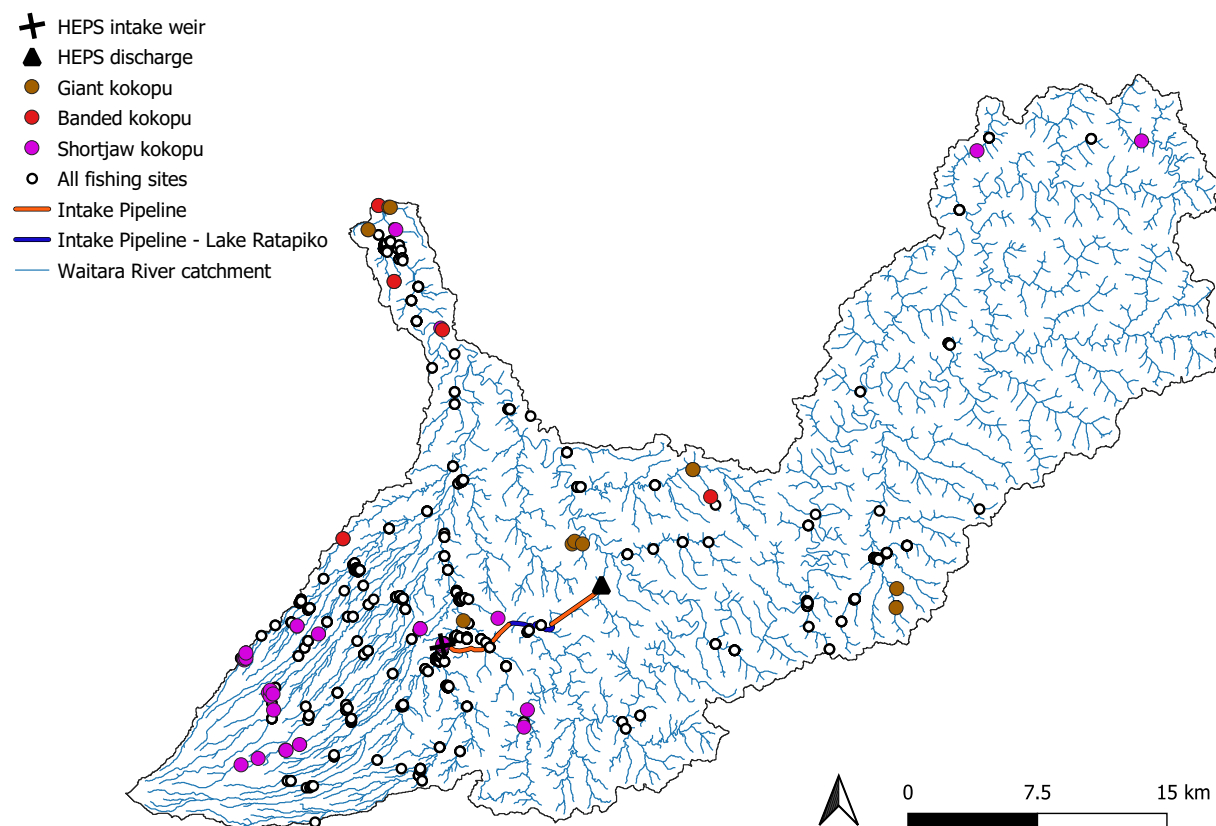 HEPS intake weir
HEPS discharge
Giant kokopu
Banded kokopu
Shortjaw kokopu
All fishing sites
Intake Pipeline
Intake Pipeline - Lake Ratapiko
Waitara River catchment
0 7.5 15 km